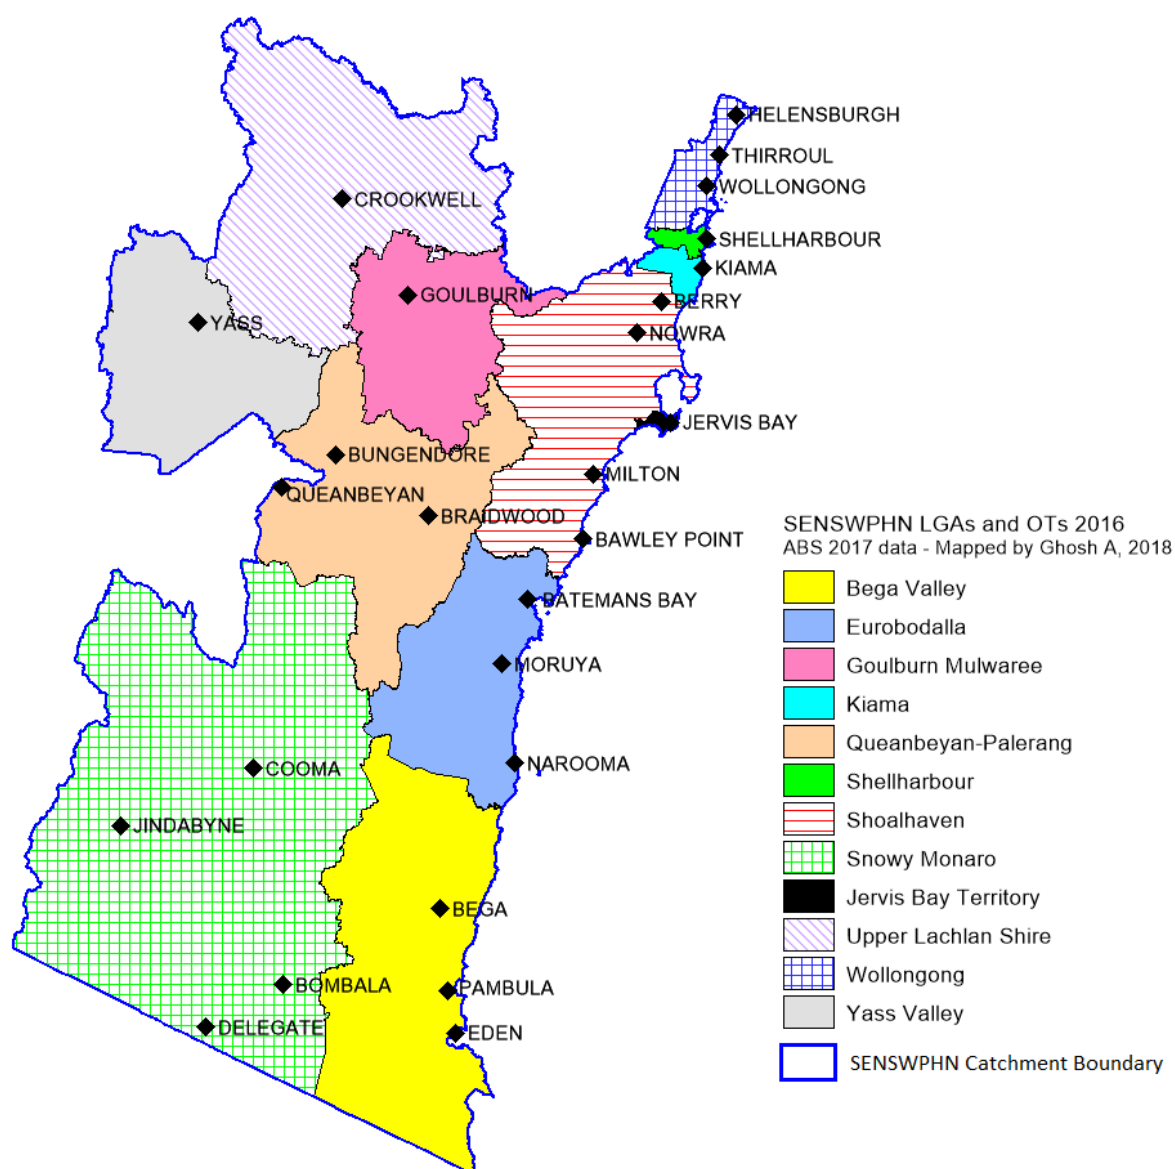 HELENSBURGH
THIRROUL
WOLLONGONG
CROOKWELL
SHELLHARBOUR
KIAMA
GOULBURN
BERRY
YASS
NOWRA
JERVIS BAY
BUNGENDORE
MILTON
QUEANBEYAN
BRAIDWOOD
BAWLEY POINT
BATEMANS BAY
MORUYA
NAROOMA
COOMA
JINDABYNE
BEGA
BOMBALA
PAMBULA
DELEGATE
EDEN
SENSWPHN LGAs and OTs 2016
ABS 2017 data - Mapped by Ghosh A, 2018
Bega Valley
Eurobodalla
Goulburn Mulwaree
Kiama
Queanbeyan-Palerang
Shellharbour
Shoalhaven
Snowy Monaro
Jervis Bay Territory
Upper Lachlan Shire
Wollongong
Yass Valley
SENSWPHN Catchment Boundary